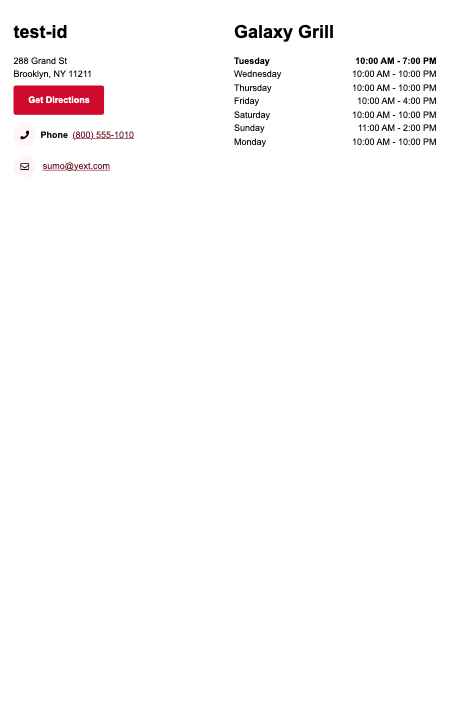 test-id
288 Grand St
Brooklyn, NY 11211
Get Directions
Phone (800) 555-1010
sumo@yext.com
Galaxy Grill
Tuesday 10:00 AM - 7:00 PM
Wednesday 10:00 AM - 10:00 PM
Thursday 10:00 AM - 10:00 PM
Friday 10:00 AM - 4:00 PM
Saturday 10:00 AM - 10:00 PM
Sunday 11:00 AM - 2:00 PM
Monday 10:00 AM - 10:00 PM